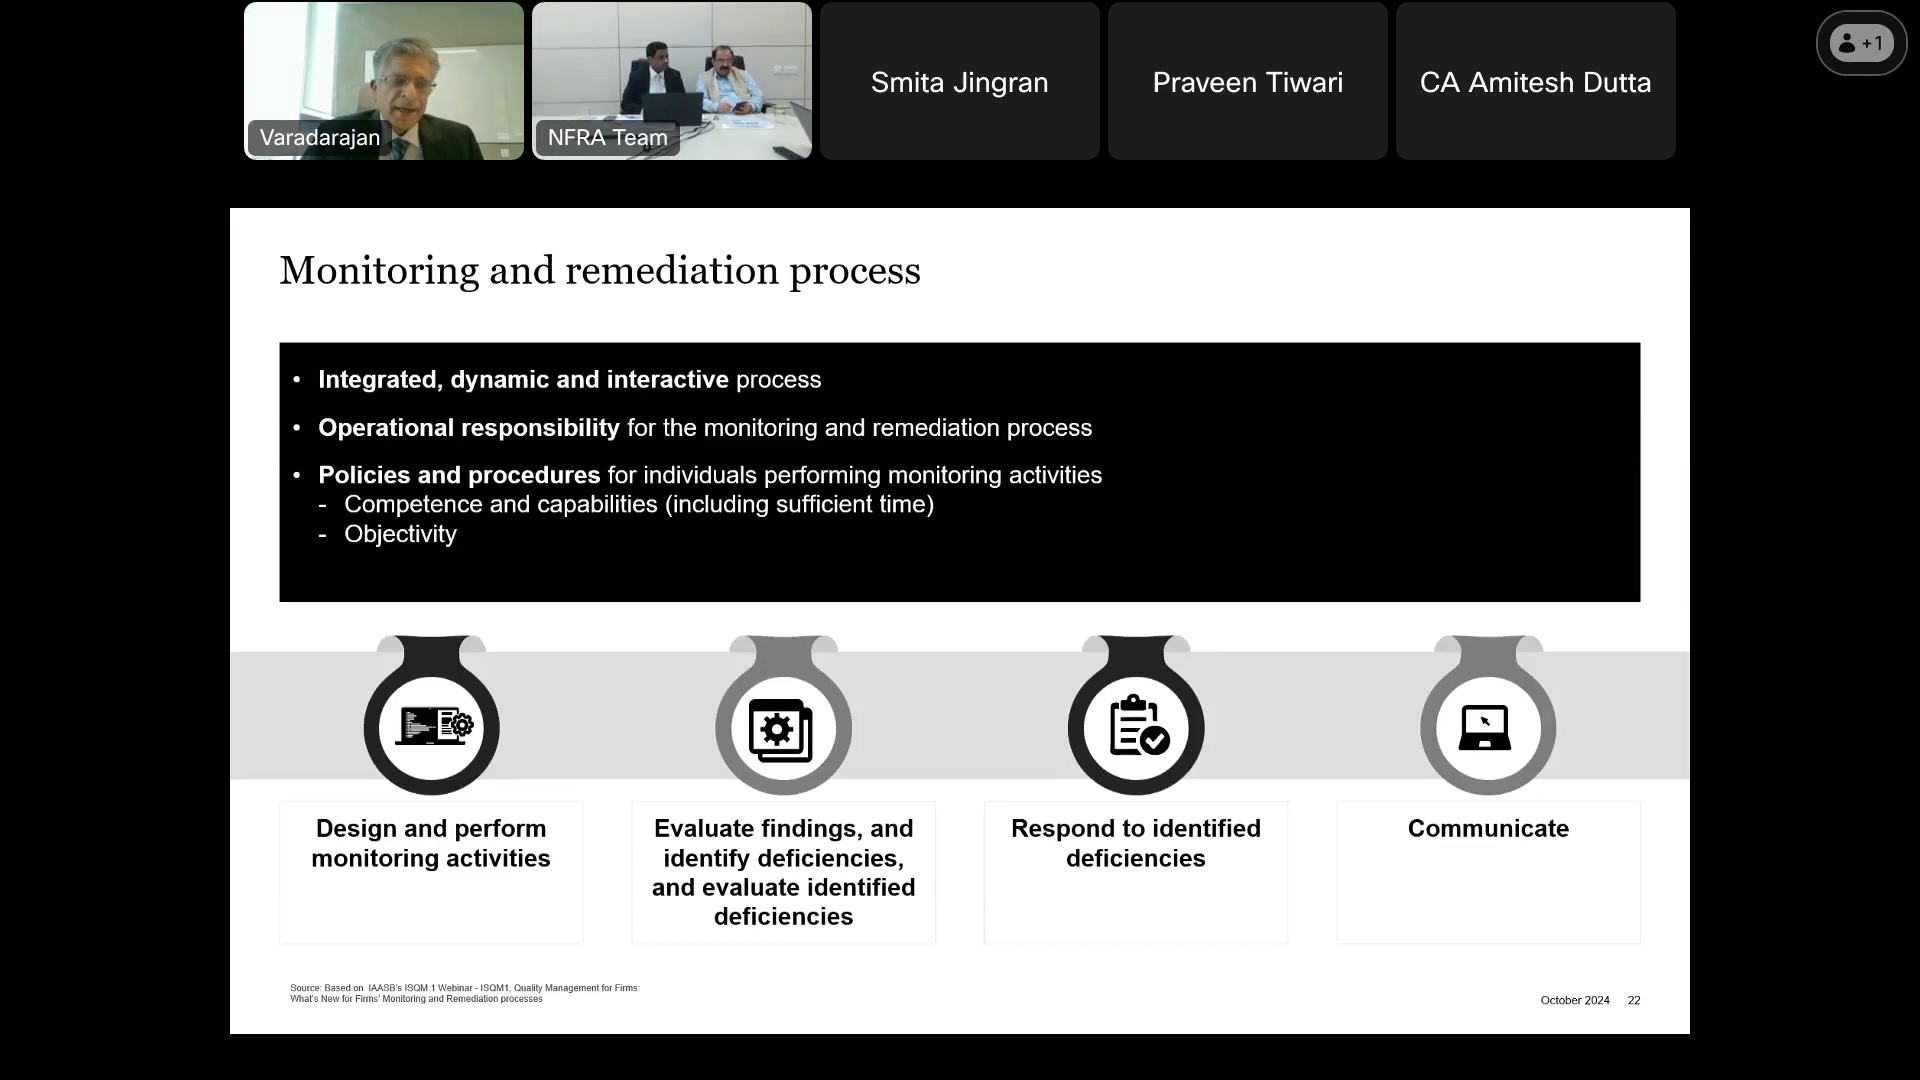 Varadarajan
NFRA Team
Smita Jingran
Praveen Tiwari
CA Amitesh Dutta
+1
Monitoring and remediation process
• Integrated, dynamic and interactive process
• Operational responsibility for the monitoring and remediation process
• Policies and procedures for individuals performing monitoring activities
- Competence and capabilities (including sufficient time)
- Objectivity
Design and perform
monitoring activities
Evaluate findings, and
identify deficiencies,
and evaluate identified
deficiencies
Respond to identified
deficiencies
Communicate
Source: Based on IAASB's ISQM 1 Webinar - ISQM1, Quality Management for Firms:
What's New for Firms' Monitoring and Remediation processes
October 2024 22